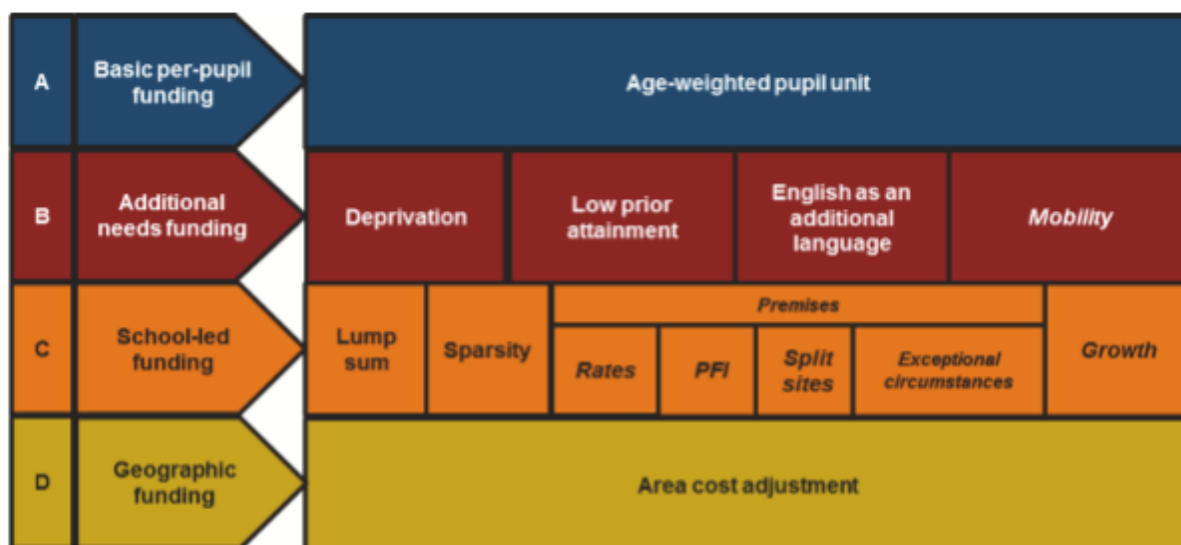 A
Basic per-pupil
funding
Age-weighted pupil unit
B
Additional
needs funding
Deprivation
Low prior
attainment
English as an
additional
language
Mobility
C
School-led
funding
Lump
sum
Sparsity
Premises
Rates
PFI
Split
sites
Exceptional
circumstances
Growth
D
Geographic
funding
Area cost adjustment